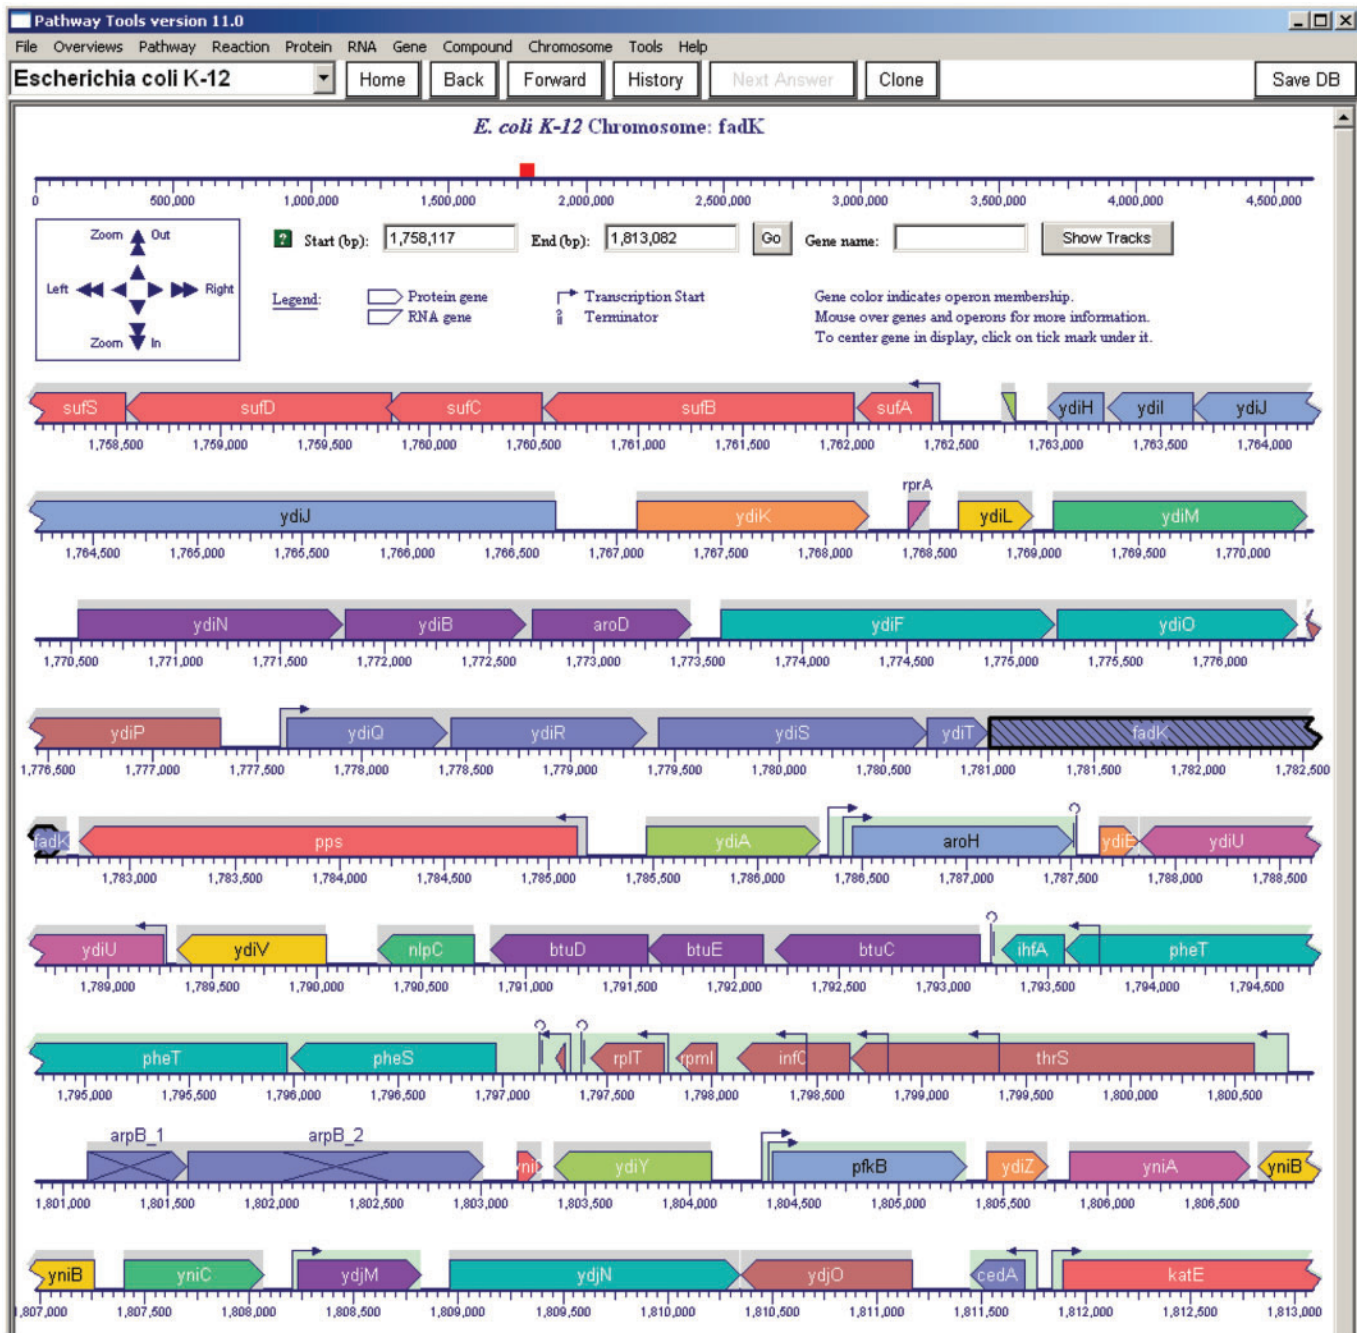 Pathway Tools version 11.0
File Overviews Pathway Reaction Protein RNA Gene Compound Chromosome Tools Help
Escherichia coli K-12 Home Back Forward History Next Answer Clone Save DB
E. coli K-12 Chromosome: fadK
0 500,000 1,000,000 1,500,000 2,000,000 2,500,000 3,000,000 3,500,000 4,000,000 4,500,000
Zoom Out
Left Right
Zoom In
? Start (bp): 1,758,117 End (bp): 1,813,082 Go Gene name: Show Tracks
Legend: Protein gene Transcription Start Gene color indicates operon membership.
RNA gene Terminator Mouse over genes and operons for more information.
To center gene in display, click on tick mark under it.
sufS sufD sufC sufB sufA ydiH ydiI ydiJ
1,758,500 1,759,000 1,759,500 1,760,000 1,760,500 1,761,000 1,761,500 1,762,000 1,762,500 1,763,000 1,763,500 1,764,000
rprA
ydiJ ydiK ydiL ydiM
1,764,500 1,765,000 1,765,500 1,766,000 1,766,500 1,767,000 1,767,500 1,768,000 1,768,500 1,769,000 1,769,500 1,770,000
ydiN ydiB aroD ydiF ydiO
1,770,500 1,771,000 1,771,500 1,772,000 1,772,500 1,773,000 1,773,500 1,774,000 1,774,500 1,775,000 1,775,500 1,776,000
ydiP ydiQ ydiR ydiS ydiT fadK
1,776,500 1,777,000 1,777,500 1,778,000 1,778,500 1,779,000 1,779,500 1,780,000 1,780,500 1,781,000 1,781,500 1,782,000 1,782,500
fadK pps ydiA aroH ydiE ydiU
1,783,000 1,783,500 1,784,000 1,784,500 1,785,000 1,785,500 1,786,000 1,786,500 1,787,000 1,787,500 1,788,000 1,788,500
ydiU ydiV nlpC btuD btuE btuC ihfA pheT
1,789,000 1,789,500 1,790,000 1,790,500 1,791,000 1,791,500 1,792,000 1,792,500 1,793,000 1,793,500 1,794,000 1,794,500
pheT pheS rplT rpmI infC thrS
1,795,000 1,795,500 1,796,000 1,796,500 1,797,000 1,797,500 1,798,000 1,798,500 1,799,000 1,799,500 1,800,000 1,800,500
arpB_1 arpB_2
ydiY pfkB ydiZ yniA yniB
1,801,000 1,801,500 1,802,000 1,802,500 1,803,000 1,803,500 1,804,000 1,804,500 1,805,000 1,805,500 1,806,000 1,806,500
yniB yniC ydjM ydjN ydjO cedA katE
1,807,000 1,807,500 1,808,000 1,808,500 1,809,000 1,809,500 1,810,000 1,810,500 1,811,000 1,811,500 1,812,000 1,812,500 1,813,000